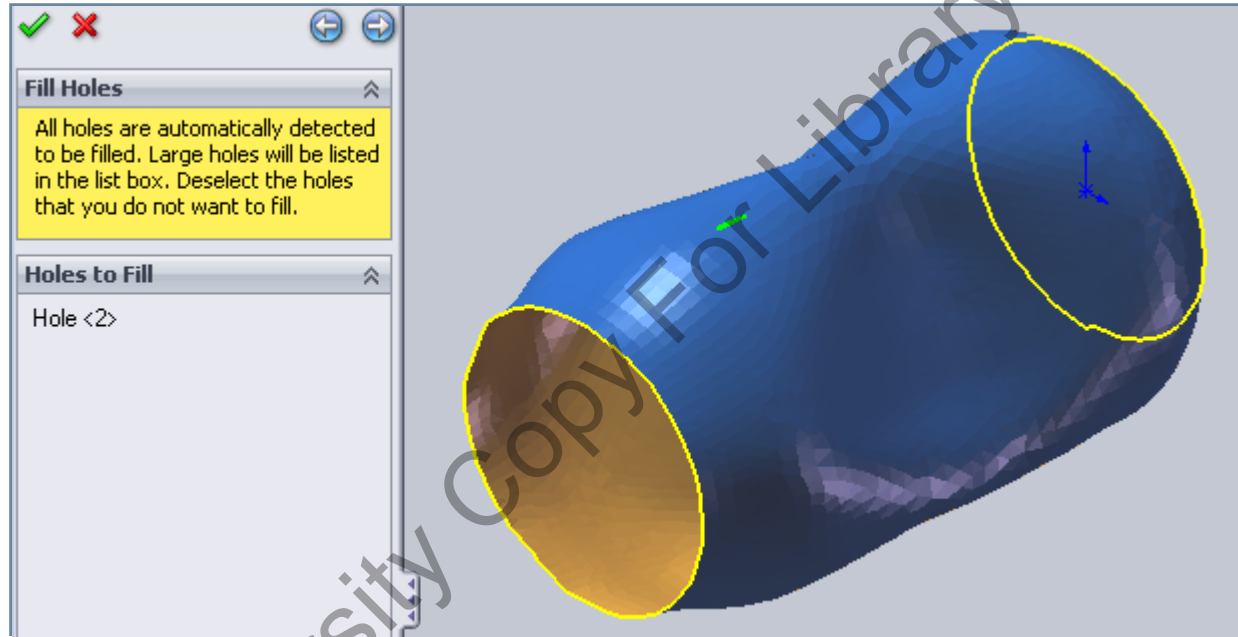 Fill Holes
All holes are automatically detected
to be filled. Large holes will be listed
in the list box. Deselect the holes
that you do not want to fill.
Holes to Fill
Hole <2>
Copy For Library